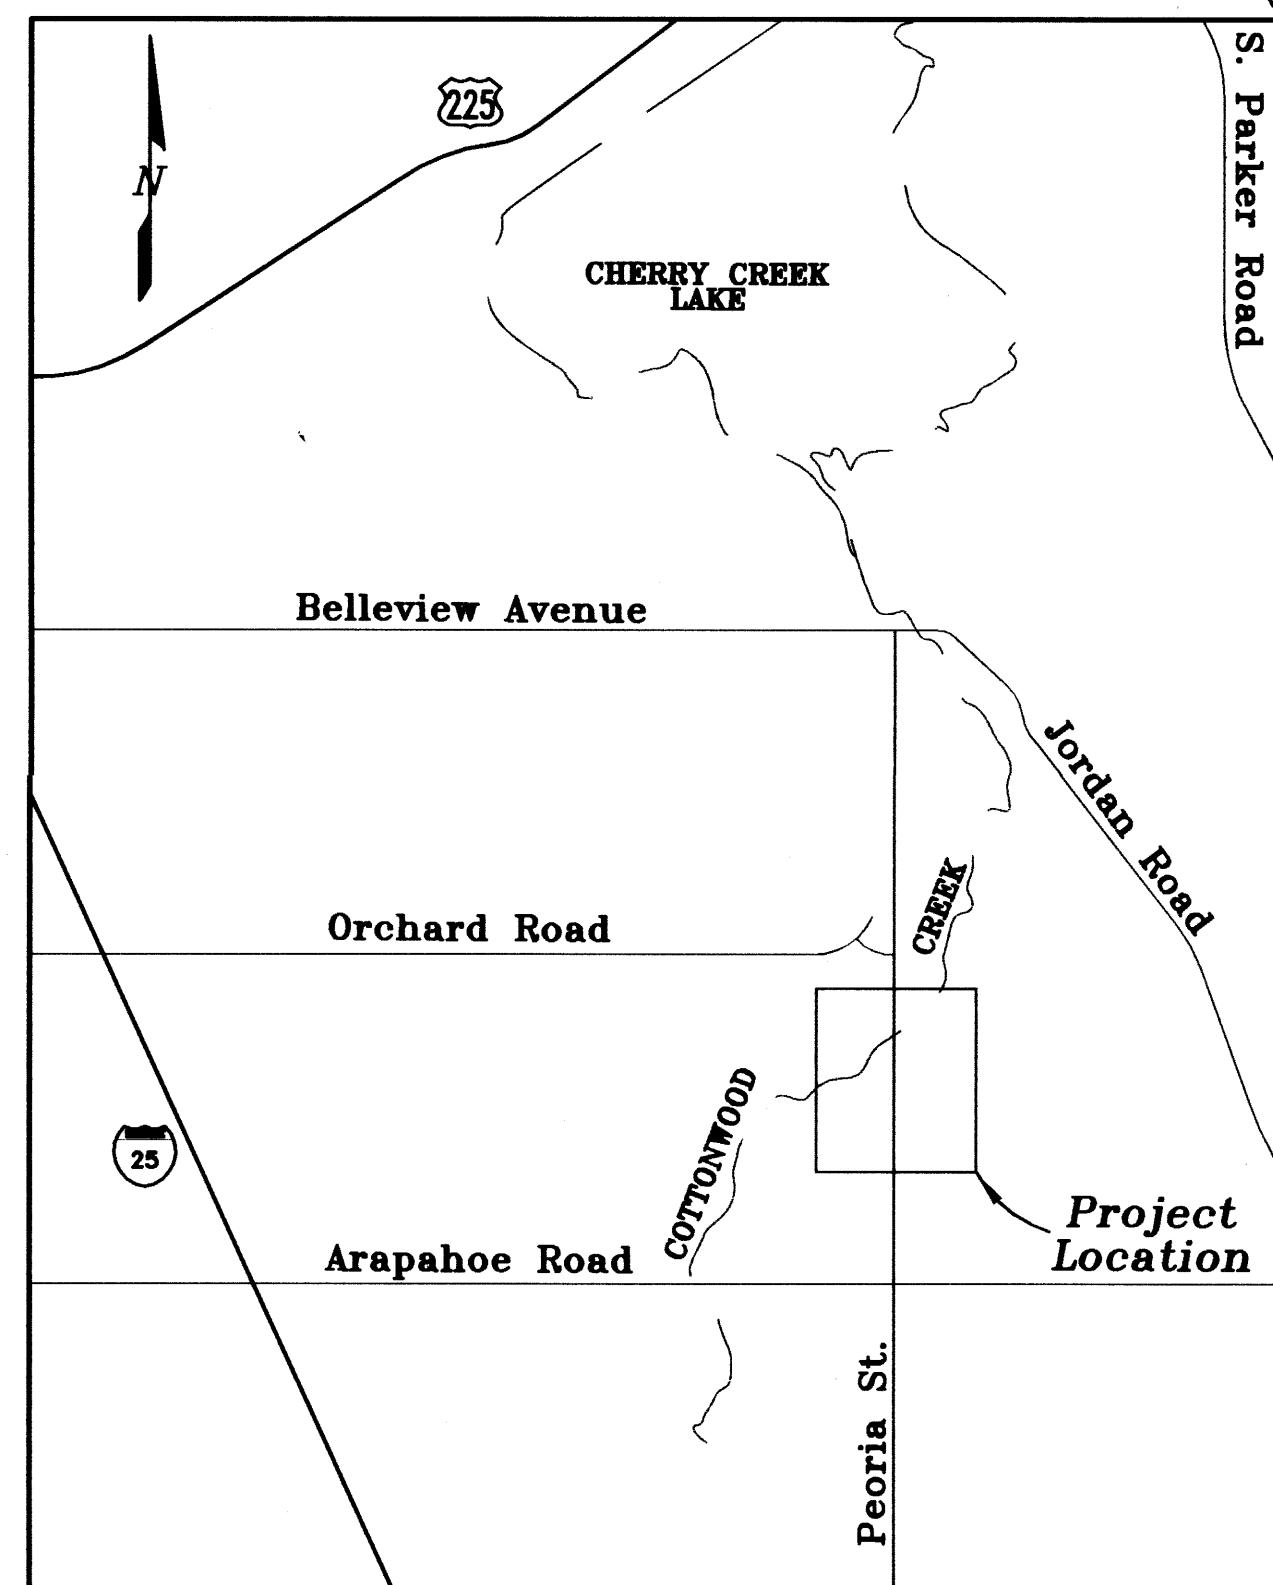 S. Parker Road
225
N
CHERRY CREEK
LAKE
Belleview Avenue
Jordan Road
CREEK
Orchard Road
COTTONWOOD
25
Project
Location
Arapahoe Road
Peoria St.